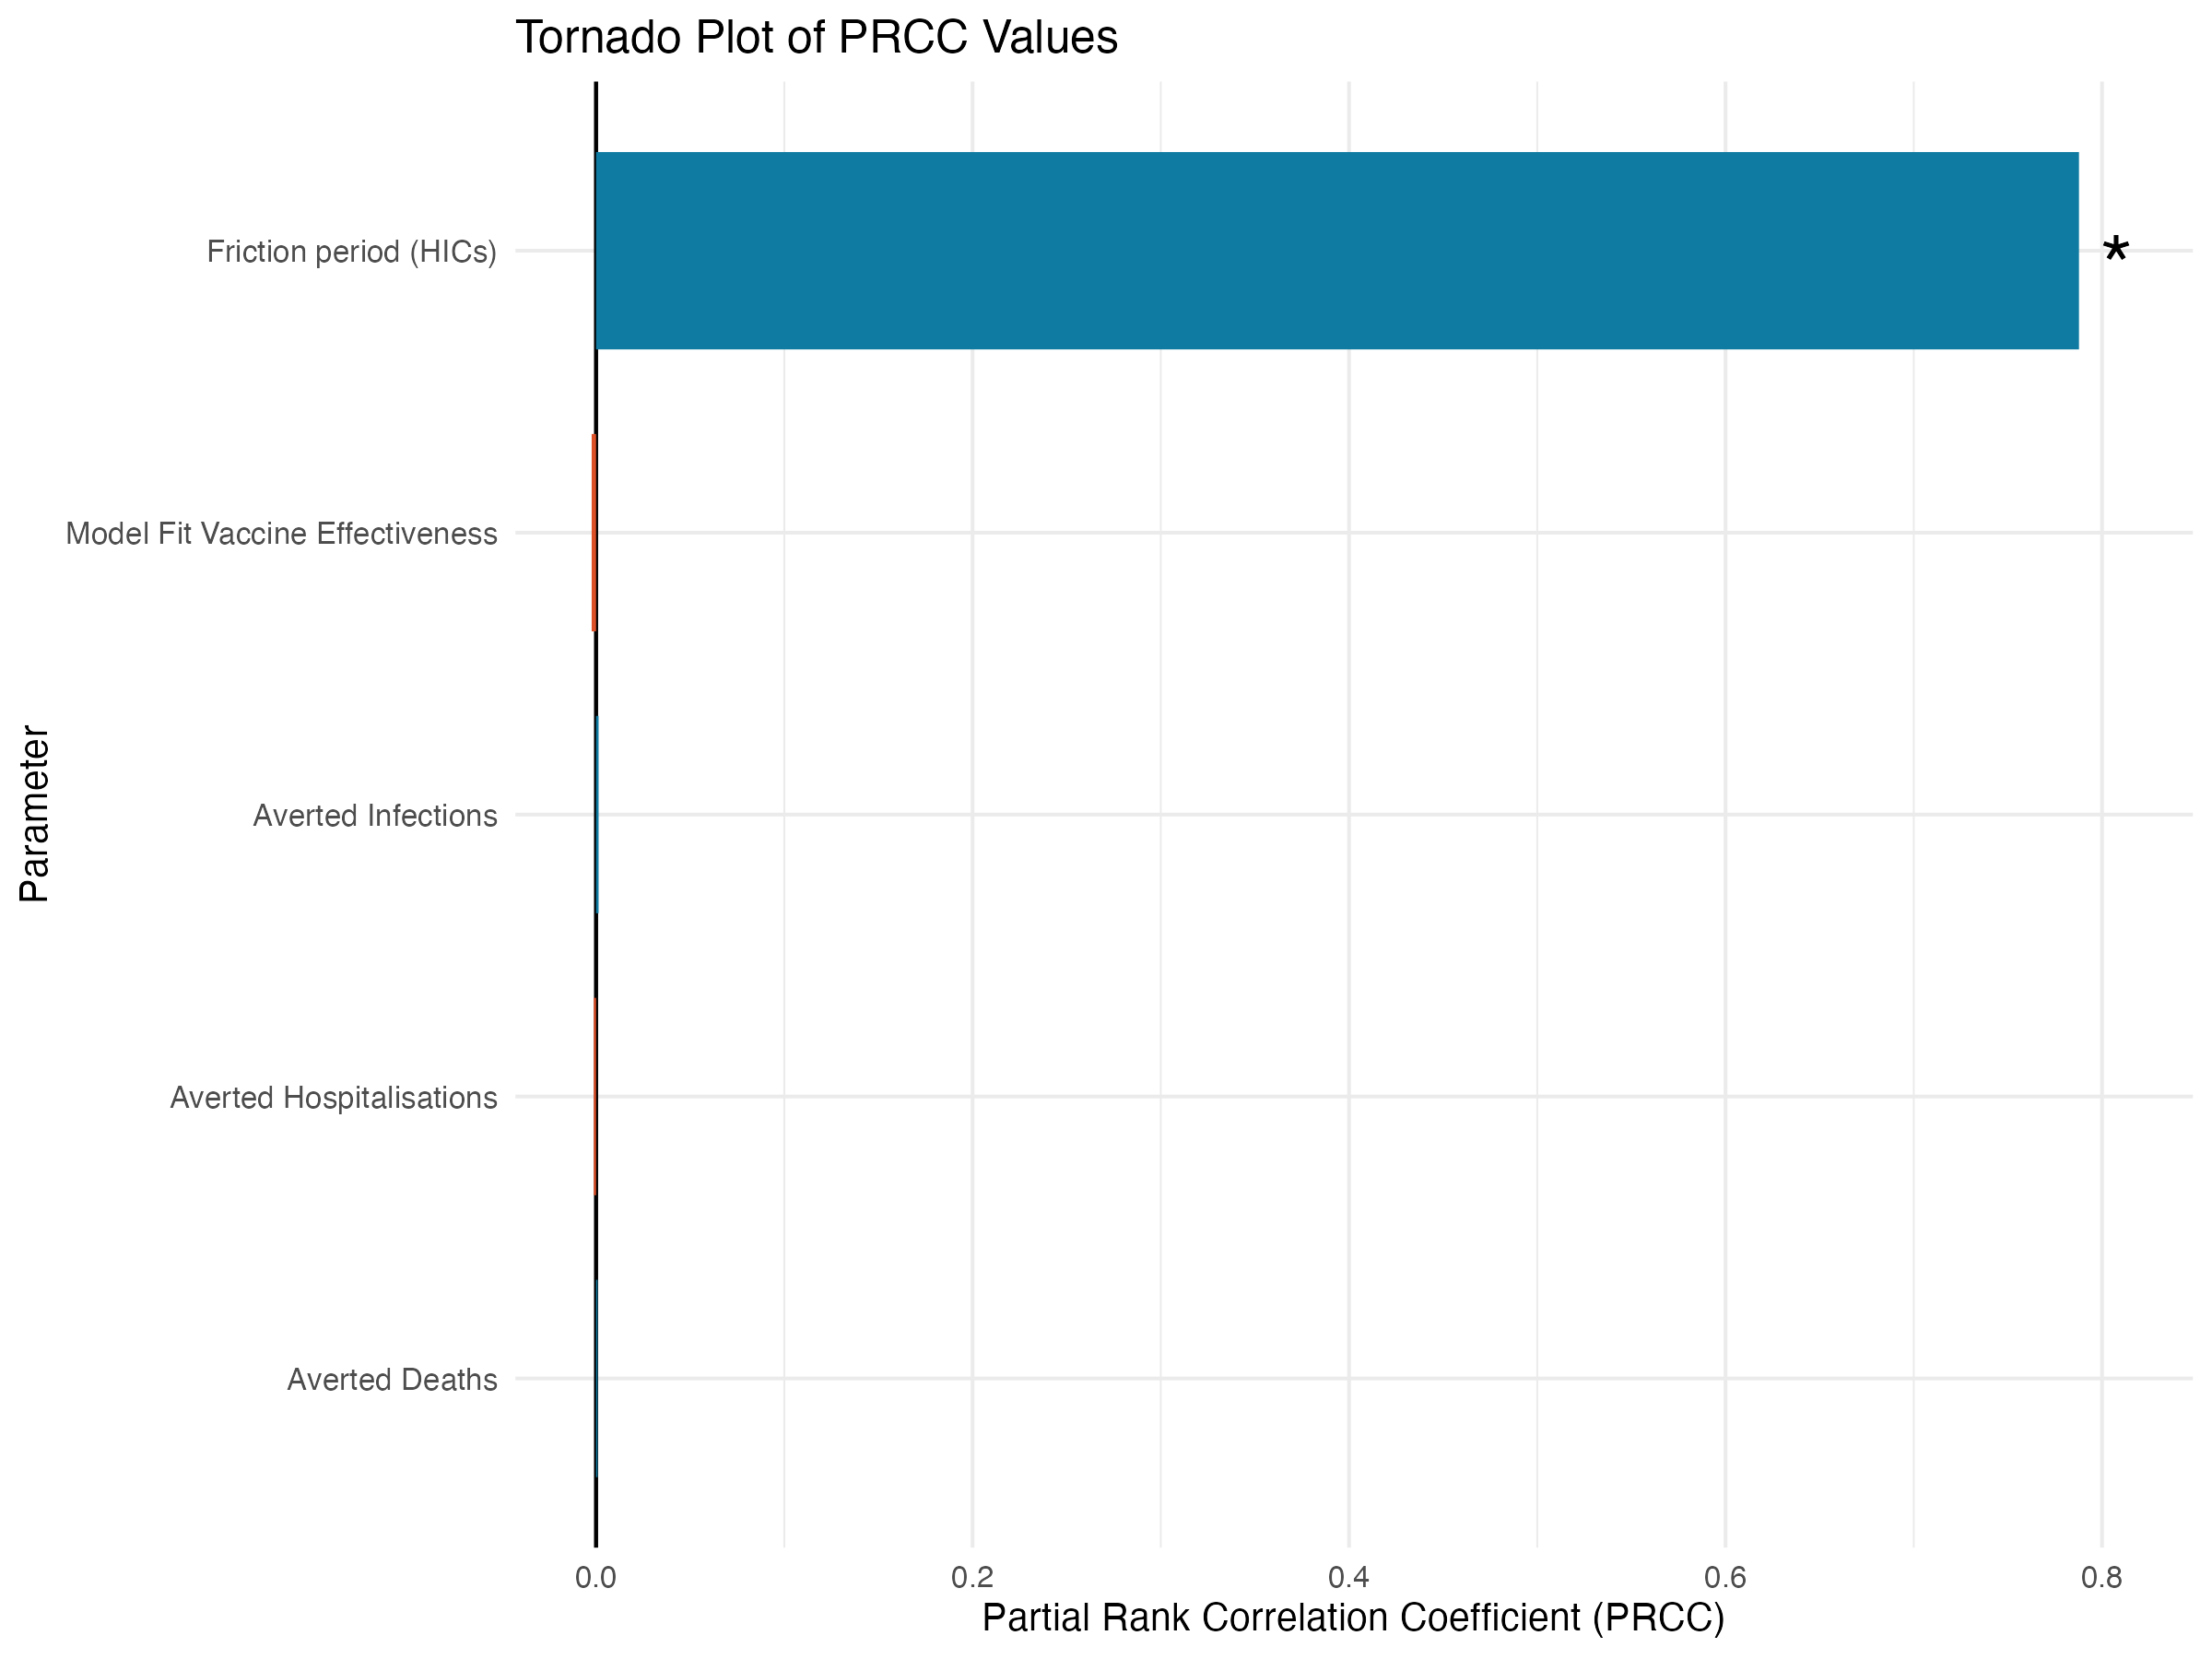 Tornado Plot of PRCC Values
Parameter
Friction period (HICs)
*
Model Fit Vaccine Effectiveness
Averted Infections
Averted Hospitalisations
Averted Deaths
0.0 0.2 0.4 0.6 0.8
Partial Rank Correlation Coefficient (PRCC)